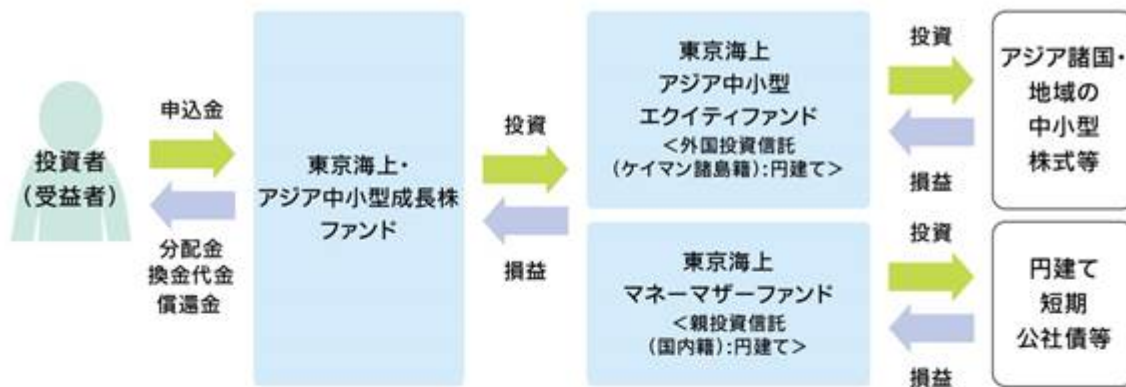 投資者
(受益者)
申込金
分配金
換金代金
償還金
東京海上・
アジア中小型成長株
ファンド
投資
損益
東京海上
アジア中小型
エクイティファンド
<外国投資信託
(ケイマン諸島籍):円建て>
投資
損益
アジア諸国・
地域の
中小型
株式等
東京海上
マネーマザーファンド
<親投資信託
(国内籍):円建て>
投資
損益
円建て
短期
公社債等